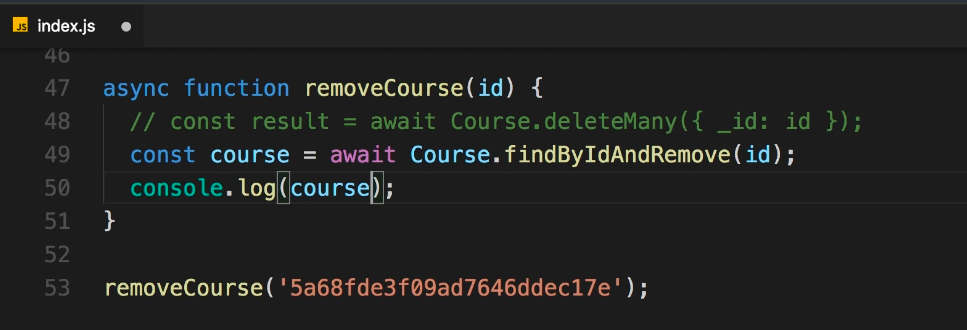 JS index.js
46
47 async function removeCourse(id) {
48 // const result = await Course.deleteMany({ _id: id });
49 const course = await Course.findByIdAndRemove(id);
50 console.log(course);
51 }
52
53 removeCourse('5a68fde3f09ad7646ddec17e');